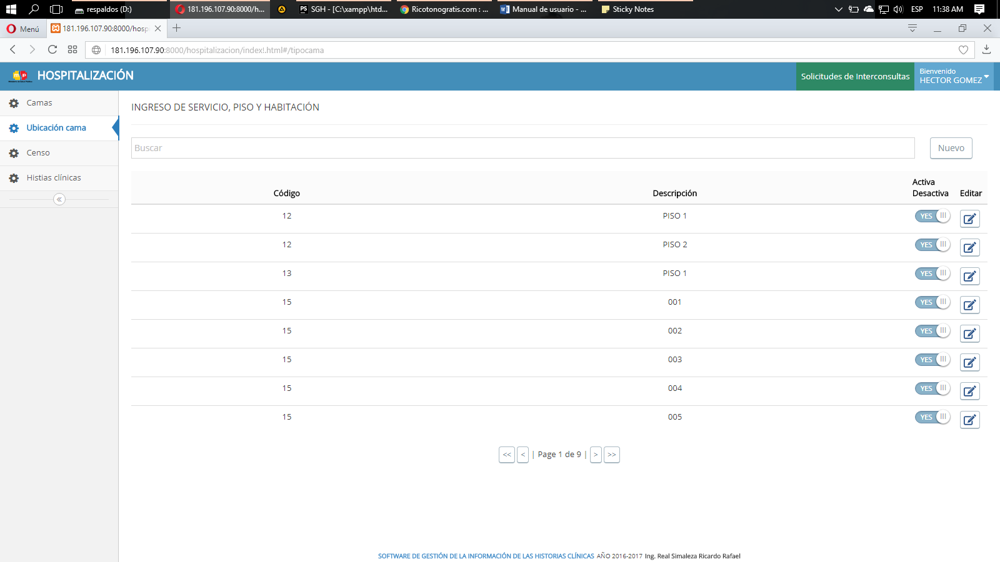 respaldos (D:)
181.196.107.90:8000/h...
SGH - [C:\xampp\htd...
Ricotonogratis.com : ...
Manual de usuario - ...
Sticky Notes
ESP
11:38 AM
Menú
181.196.107.90:8000/hosp
181.196.107.90:8000/hospitalizacion/index!.html#/tipocama
HOSPITALIZACIÓN
Solicitudes de Interconsultas
Bienvenido
HECTOR GOMEZ
Camas
Ubicación cama
Censo
Histias clínicas
INGRESO DE SERVICIO, PISO Y HABITACIÓN
Buscar
Nuevo
Código
Descripción
Activa
Desactiva
Editar
12 PISO 1 YES
12 PISO 2 YES
13 PISO 1 YES
15 001 YES
15 002 YES
15 003 YES
15 004 YES
15 005 YES
<< < | Page 1 de 9 | > >>
SOFTWARE DE GESTIÓN DE LA INFORMACIÓN DE LAS HISTORIAS CLÍNICAS AÑO 2016-2017 Ing. Real Simaleza Ricardo Rafael